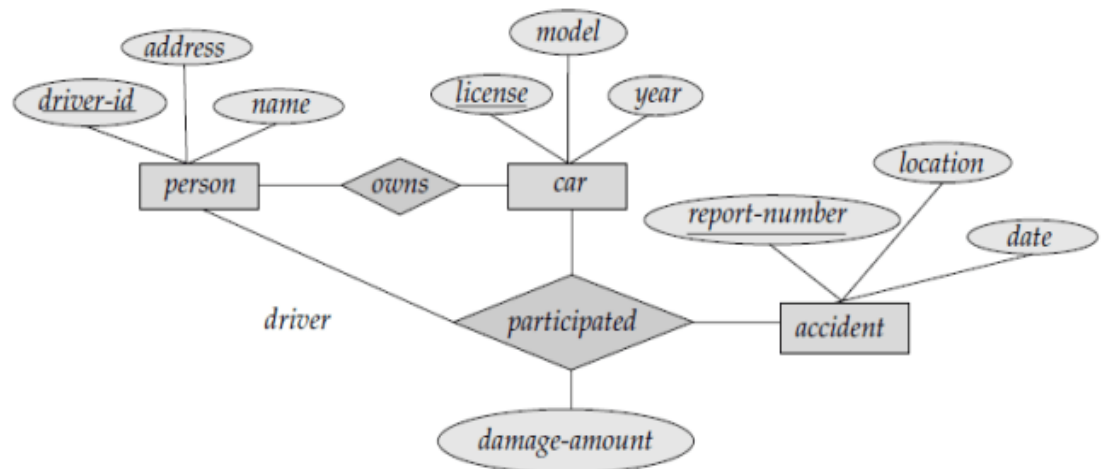 model
address
driver-id
name
license
year
person
owns
car
location
report-number
date
driver
participated
accident
damage-amount